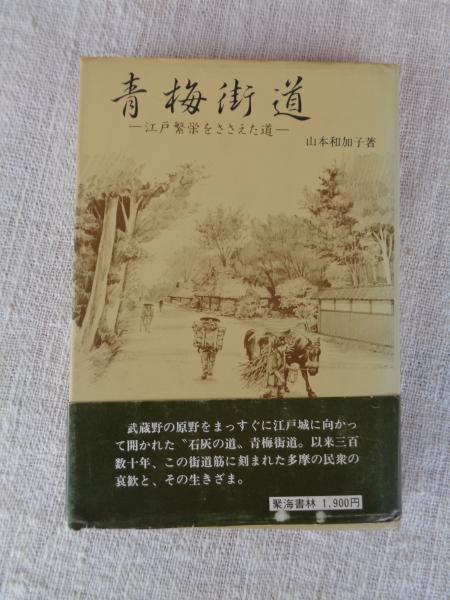 青梅街道
―江戸繁栄をささえた道―
山本和加子著
武蔵野の原野をまっすぐに江戸城に向かっ
て開かれた〝石灰の道〟青梅街道。以来三百
数十年、この街道筋に刻まれた多摩の民衆の
哀歓と、その生きざま。
聚海書林 1,900円